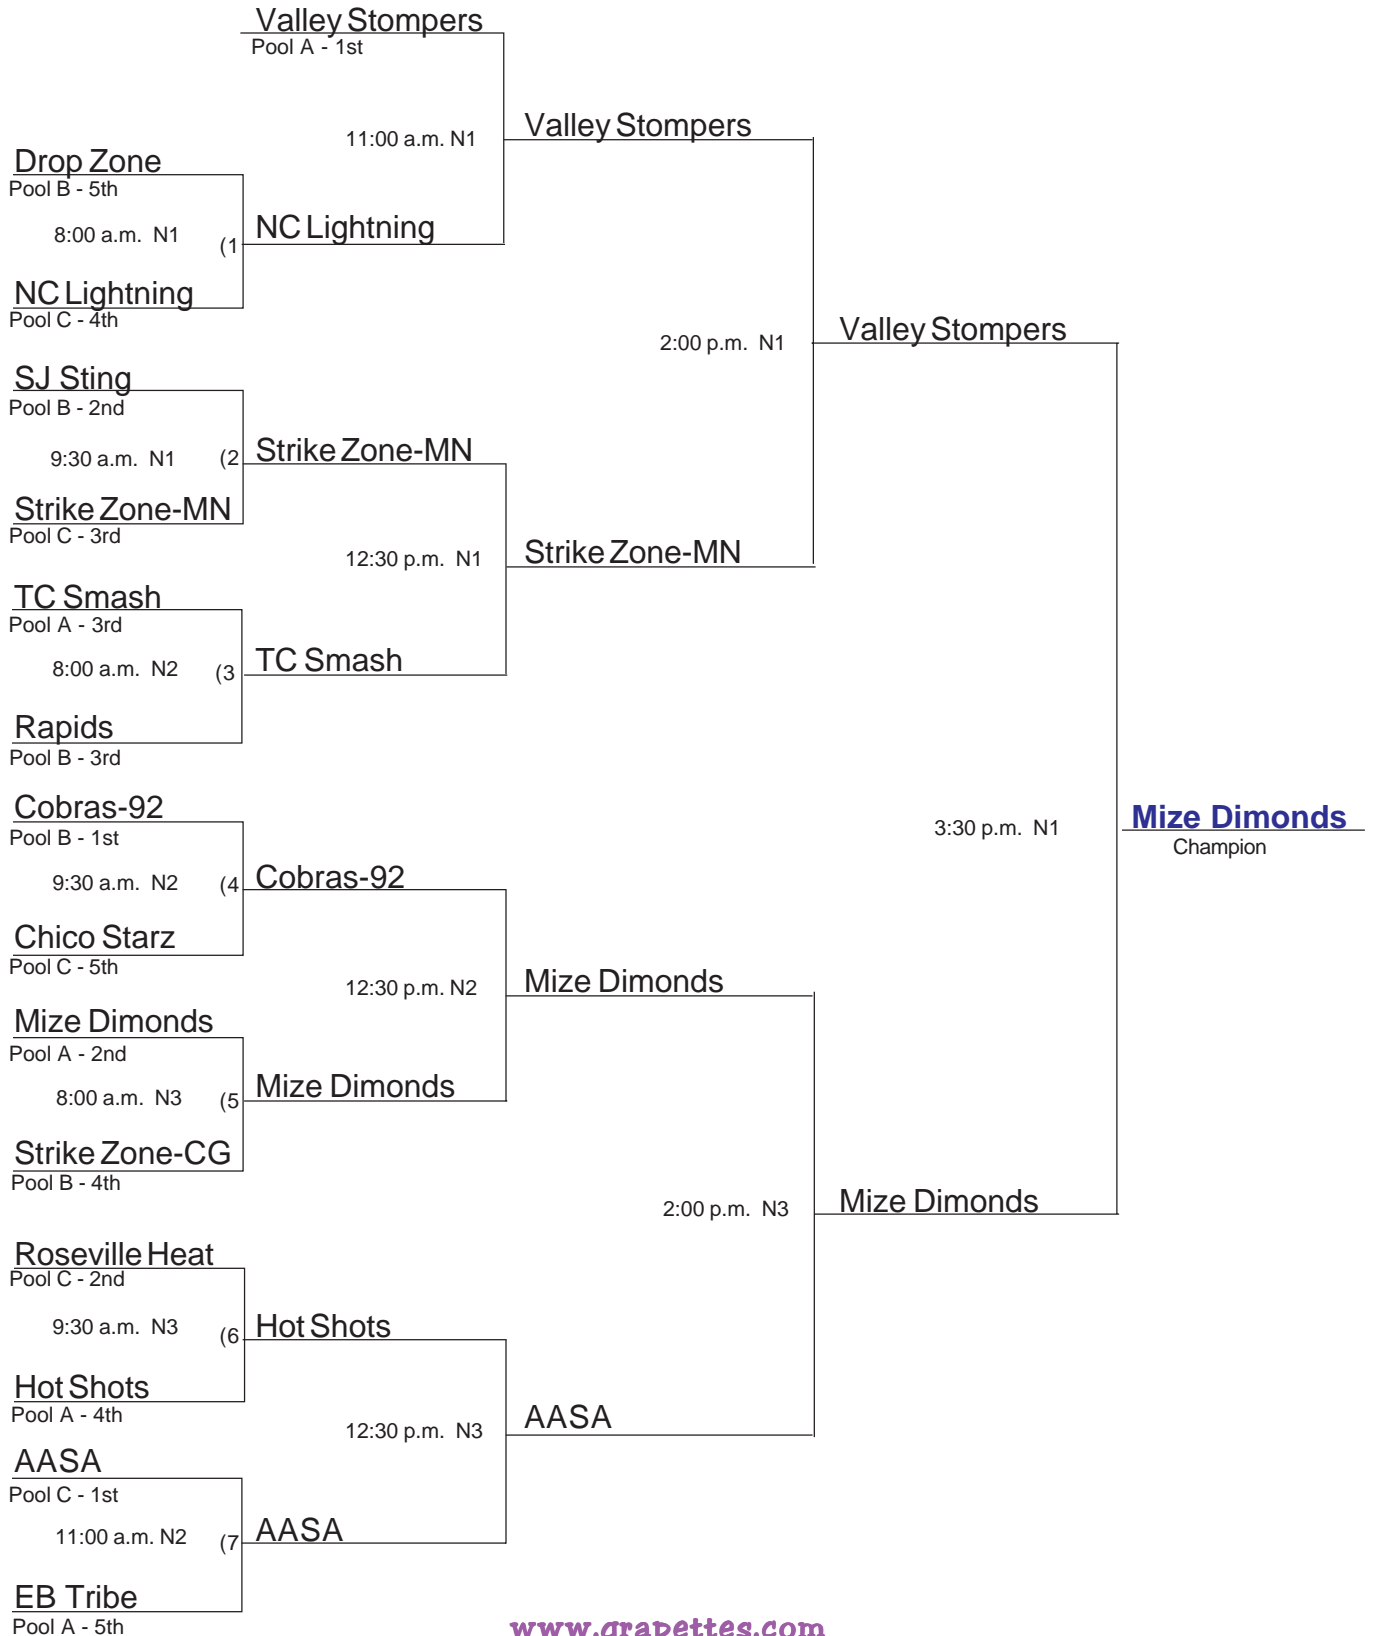 Valley Stompers
Pool A - 1st
11:00 a.m. N1
Valley Stompers
Drop Zone
Pool B - 5th
8:00 a.m. N1
(1
NC Lightning
NC Lightning
Pool C - 4th
2:00 p.m. N1
Valley Stompers
SJ Sting
Pool B - 2nd
9:30 a.m. N1
(2
Strike Zone-MN
Strike Zone-MN
Pool C - 3rd
12:30 p.m. N1
Strike Zone-MN
TC Smash
Pool A - 3rd
8:00 a.m. N2
(3
TC Smash
Rapids
Pool B - 3rd
Cobras-92
Pool B - 1st
3:30 p.m. N1
Mize Dimonds
Champion
9:30 a.m. N2
(4
Cobras-92
Chico Starz
Pool C - 5th
12:30 p.m. N2
Mize Dimonds
Mize Dimonds
Pool A - 2nd
8:00 a.m. N3
(5
Mize Dimonds
Strike Zone-CG
Pool B - 4th
2:00 p.m. N3
Mize Dimonds
Roseville Heat
Pool C - 2nd
9:30 a.m. N3
(6
Hot Shots
Hot Shots
Pool A - 4th
12:30 p.m. N3
AASA
AASA
Pool C - 1st
11:00 a.m. N2
(7
AASA
EB Tribe
Pool A - 5th
www.grapettes.com